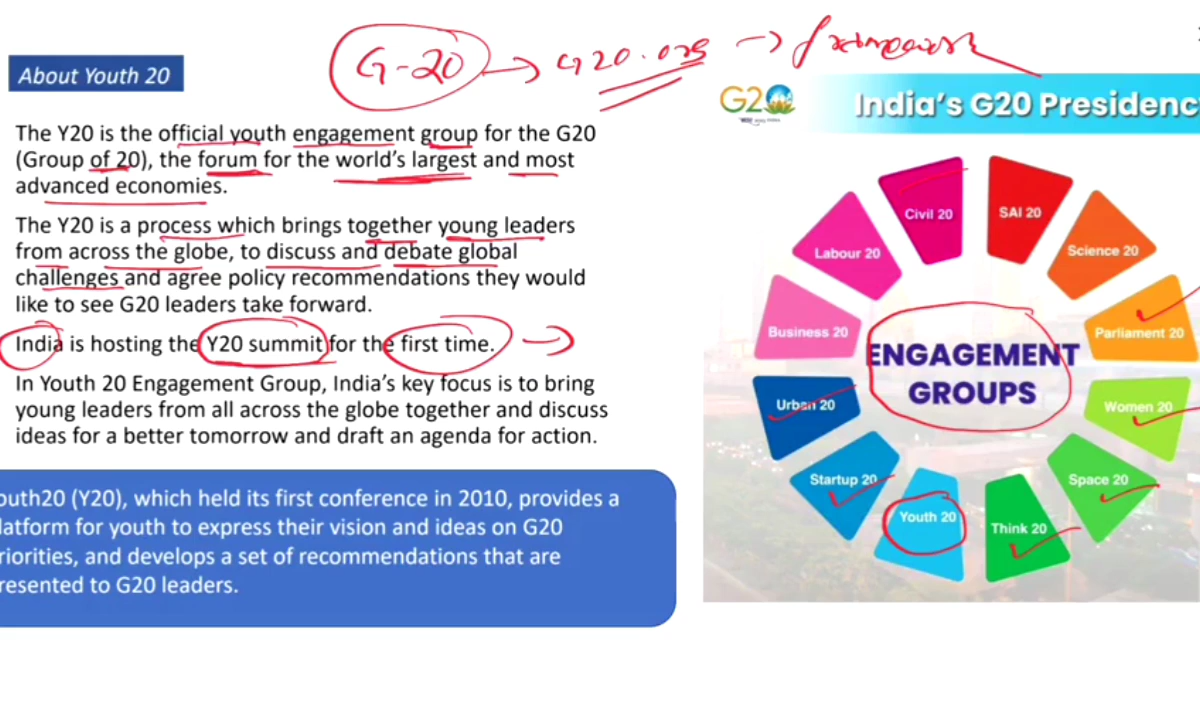 G-20 → G20.org → framework
About Youth 20
The Y20 is the official youth engagement group for the G20
(Group of 20), the forum for the world's largest and most
advanced economies.
The Y20 is a process which brings together young leaders
from across the globe, to discuss and debate global
challenges and agree policy recommendations they would
like to see G20 leaders take forward.
India is hosting the Y20 summit for the first time.
In Youth 20 Engagement Group, India's key focus is to bring
young leaders from all across the globe together and discuss
ideas for a better tomorrow and draft an agenda for action.
outh20 (Y20), which held its first conference in 2010, provides a
latform for youth to express their vision and ideas on G20
riorities, and develops a set of recommendations that are
resented to G20 leaders.
G20
India's G20 Presidenc
Civil 20
SAI 20
Science 20
Labour 20
Parliament 20
Business 20
ENGAGEMENT
GROUPS
Urban 20
Women 20
Startup 20
Space 20
Youth 20
Think 20